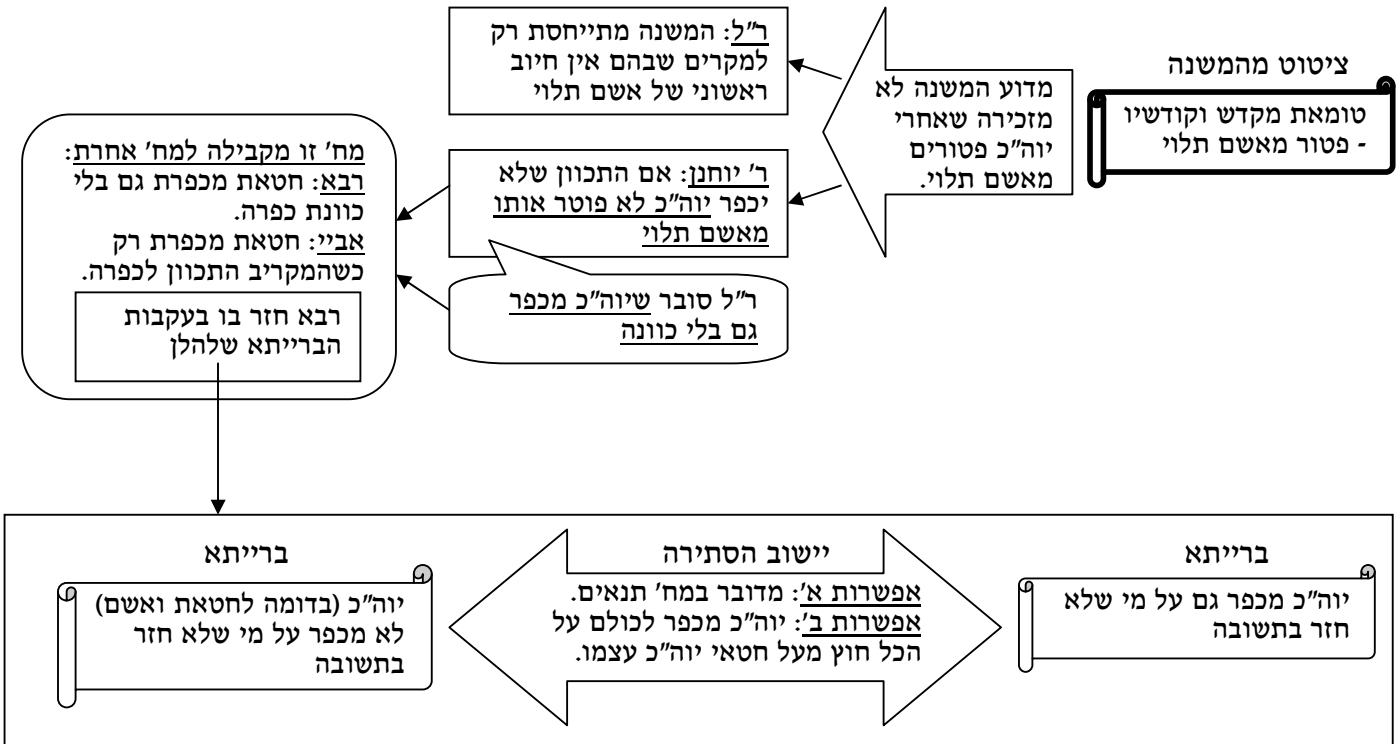 ציטוט מהמשנה
טומאת מקדש וקודשיו
- פטור מאשם תלוי
מדוע המשנה לא
מזכירה שאחרי
יוה"כ פטורים
מאשם תלוי.
ר"ל: המשנה מתייחסת רק
למקרים שבהם אין חיוב
ראשוני של אשם תלוי
ר' יוחנן: אם התכוון שלא
יכפר יוה"כ לא פוטר אותו
מאשם תלוי
ר"ל סובר שיוה"כ מכפר
גם בלי כוונה
מח' זו מקבילה למח' אחרת:
רבא: חטאת מכפרת גם בלי
כוונת כפרה.
אביי: חטאת מכפרת רק
כשהמקריב התכוון לכפרה.
רבא חזר בו בעקבות
הברייתא שלהלן
ברייתא
יוה"כ מכפר גם על מי שלא
חזר בתשובה
יישוב הסתירה
אפשרות א': מדובר במח' תנאים.
אפשרות ב': יוה"כ מכפר לכולם על
הכל חוץ מעל חטאי יוה"כ עצמו.
ברייתא
יוה"כ (בדומה לחטאת ואשם)
לא מכפר על מי שלא חזר
בתשובה